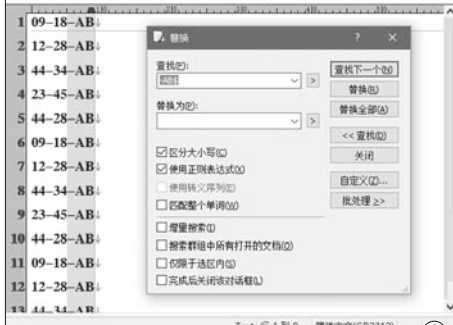 1 09-18-AB↓
2 12-28-AB↓
3 44-34-AB↓
4 23-45-AB↓
5 44-28-AB↓
6 09-18-AB↓
7 12-28-AB↓
8 44-34-AB↓
9 23-45-AB↓
10 44-28-AB↓
11 09-18-AB↓
12 12-28-AB↓
13 44-34-AB↓
替换 ? ×
查找(F):
-AB$
替换为(P):
区分大小写(C)
使用正则表达式(X)
使用转义序列(E)
匹配整个单词(W)
增量搜索(I)
搜索群组中所有打开的文档(O)
仅限于选区内(S)
完成后关闭该对话框(L)
查找下一个(N)
替换(R)
替换全部(A)
<< 查找(D)
关闭
自定义(Z)...
批处理 >>